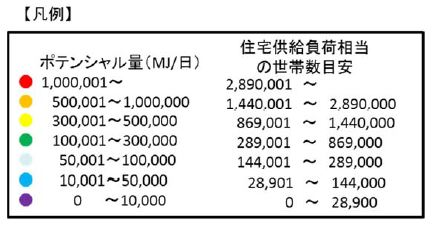 【凡例】
ポテンシャル量（MJ/日） 住宅供給負荷相当の世帯数目安
1,000,001～ 2,890,001 ～
500,001～1,000,000 1,440,001 ～ 2,890,000
300,001～500,000 869,001 ～ 1,440,000
100,001～300,000 289,001 ～ 869,000
50,001～100,000 144,001 ～ 289,000
10,001～50,000 28,901 ～ 144,000
0 ～10,000 0 ～ 28,900